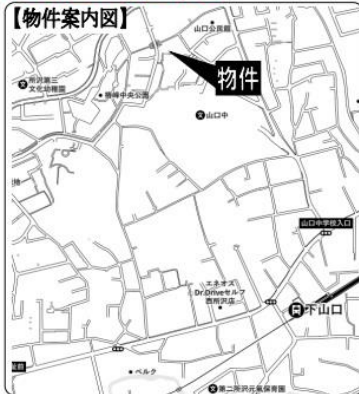 【物件案内図】
山口公民館
物件
所沢第三
文化幼稚園
勝峰中央公園
山口中
山口中学校入口
エネオス
Dr.Driveセルフ
西所沢店
下山口
ベルク
第二所沢元氣保育園